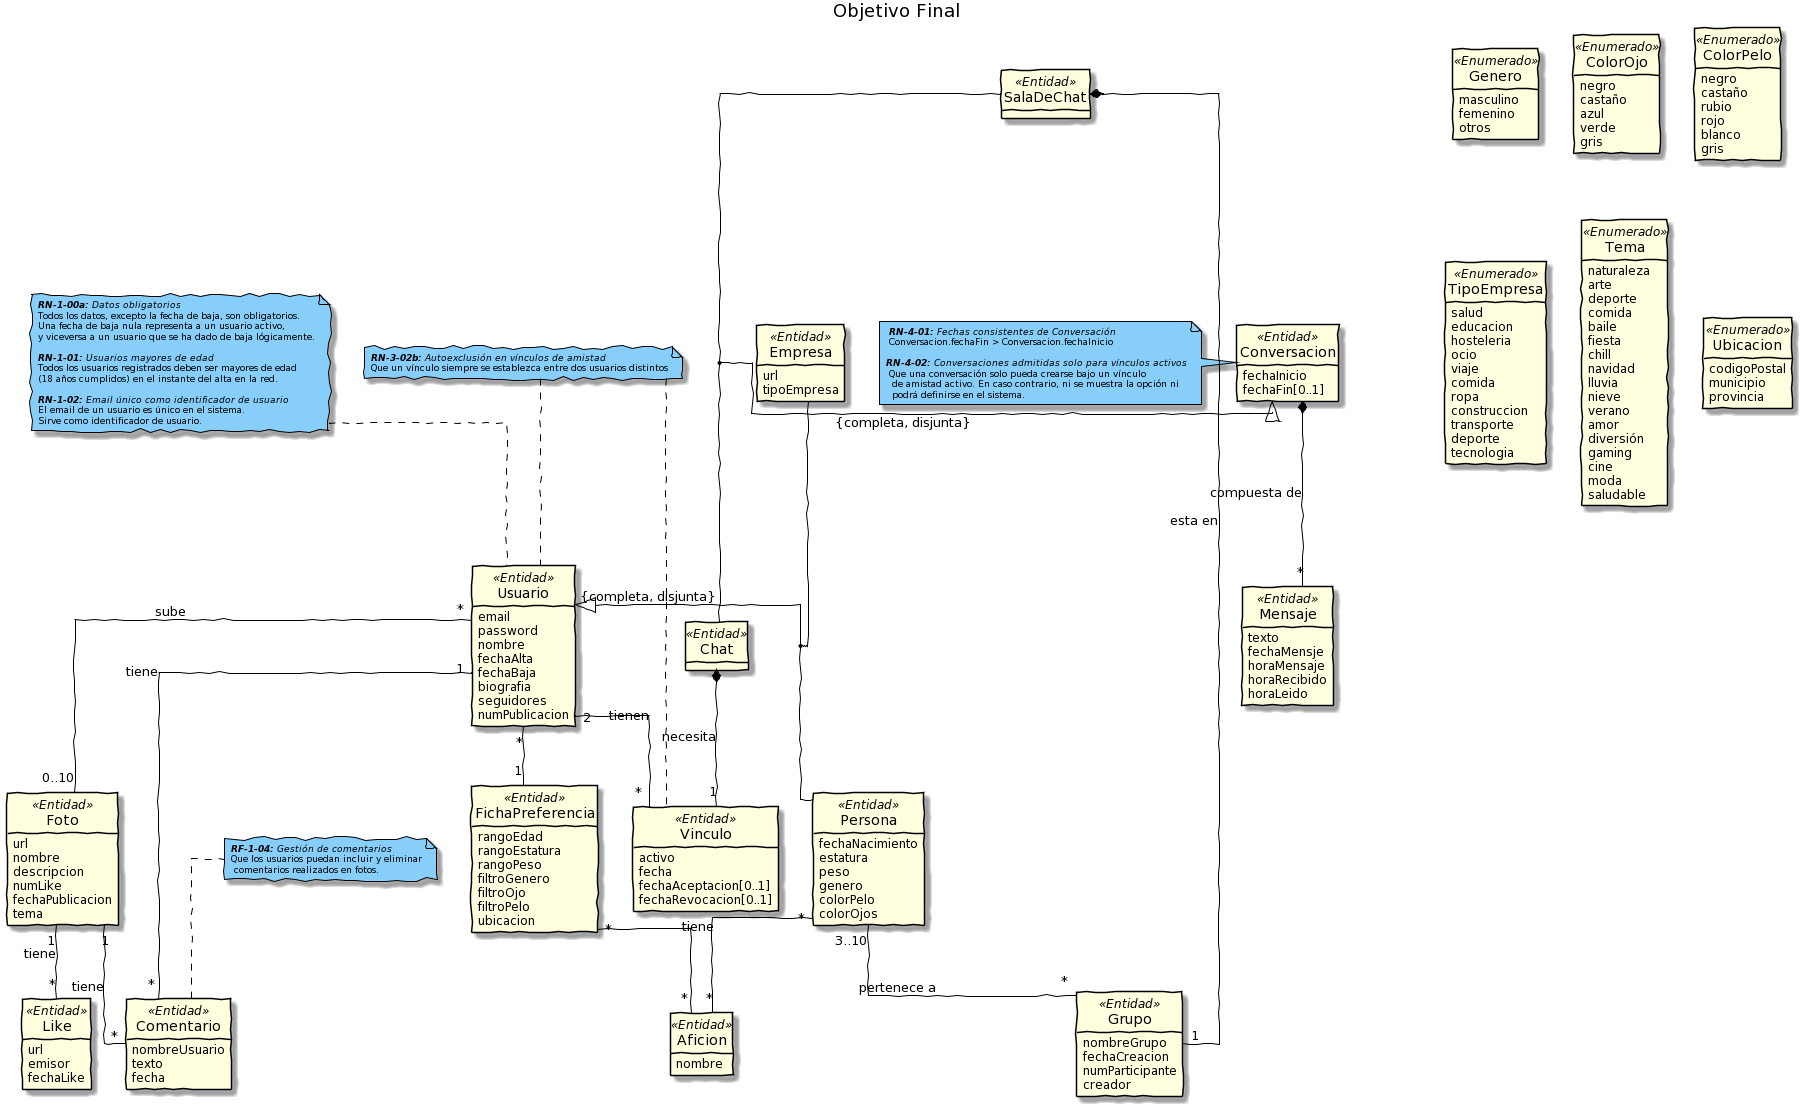 Objetivo Final
«Entidad»
SalaDeChat
«Enumerado»
Genero
masculino
femenino
otros
«Enumerado»
ColorOjo
negro
castaño
azul
verde
gris
«Enumerado»
ColorPelo
negro
castaño
rubio
rojo
blanco
gris
RN-1-00a: Datos obligatorios
Todos los datos, excepto la fecha de baja, son obligatorios.
Una fecha de baja nula representa a un usuario activo,
y viceversa a un usuario que se ha dado de baja lógicamente.
RN-1-01: Usuarios mayores de edad
Todos los usuarios registrados deben ser mayores de edad
(18 años cumplidos) en el instante del alta en la red.
RN-1-02: Email único como identificador de usuario
El email de un usuario es único en el sistema.
Sirve como identificador de usuario.
RN-3-02b: Autoexclusión en vínculos de amistad
Que un vínculo siempre se establezca entre dos usuarios distintos
«Entidad»
Empresa
url
tipoEmpresa
RN-4-01: Fechas consistentes de Conversación
Conversacion.fechaFin > Conversacion.fechaInicio
RN-4-02: Conversaciones admitidas solo para vínculos activos
Que una conversación solo pueda crearse bajo un vínculo
de amistad activo. En caso contrario, ni se muestra la opción ni
podrá definirse en el sistema.
«Entidad»
Conversacion
fechaInicio
fechaFin[0..1]
{completa, disjunta}
«Enumerado»
TipoEmpresa
salud
educacion
hosteleria
ocio
viaje
comida
ropa
construccion
transporte
deporte
tecnologia
«Enumerado»
Tema
naturaleza
arte
deporte
comida
baile
fiesta
chill
navidad
lluvia
nieve
verano
amor
diversión
gaming
cine
moda
saludable
«Enumerado»
Ubicacion
codigoPostal
municipio
provincia
compuesta de
esta en
*
«Entidad»
Usuario
email
password
nombre
fechaAlta
fechaBaja
biografia
seguidores
numPublicacion
{completa, disjunta}
sube
*
tiene
1
«Entidad»
Chat
«Entidad»
Mensaje
texto
fechaMensje
horaMensaje
horaRecibido
horaLeido
2
tienen
necesita
*
1
0..10
*
1
«Entidad»
Foto
url
nombre
descripcion
numLike
fechaPublicacion
tema
RF-1-04: Gestión de comentarios
Que los usuarios puedan incluir y eliminar
comentarios realizados en fotos.
«Entidad»
FichaPreferencia
rangoEdad
rangoEstatura
rangoPeso
filtroGenero
filtroOjo
filtroPelo
ubicacion
«Entidad»
Vinculo
activo
fecha
fechaAceptacion[0..1]
fechaRevocacion[0..1]
«Entidad»
Persona
fechaNacimiento
estatura
peso
genero
colorPelo
colorOjos
1
tiene
*
1
tiene
*
*
*
tiene
*
*
*
3..10
pertenece a
*
1
«Entidad»
Like
url
emisor
fechaLike
«Entidad»
Comentario
nombreUsuario
texto
fecha
«Entidad»
Aficion
nombre
«Entidad»
Grupo
nombreGrupo
fechaCreacion
numParticipante
creador